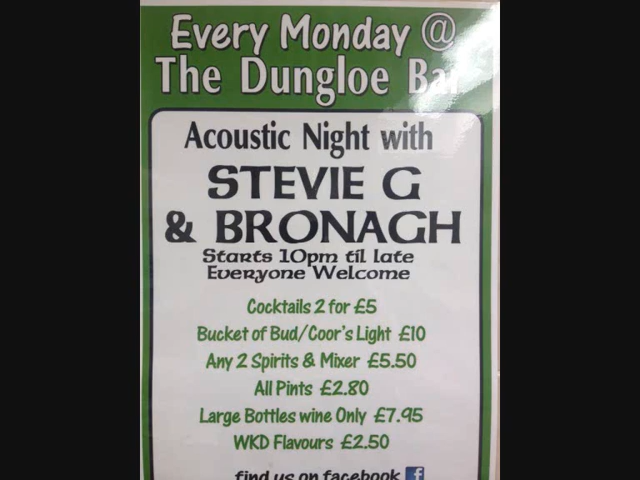 Every Monday @
The Dungloe Bar
Acoustic Night with
STEVIE G
& BRONAGH
Starts 10pm til late
Everyone Welcome
Cocktails 2 for £5
Bucket of Bud/Coor's Light £10
Any 2 Spirits & Mixer £5.50
All Pints £2.80
Large Bottles wine Only £7.95
WKD Flavours £2.50
find us on facebook f